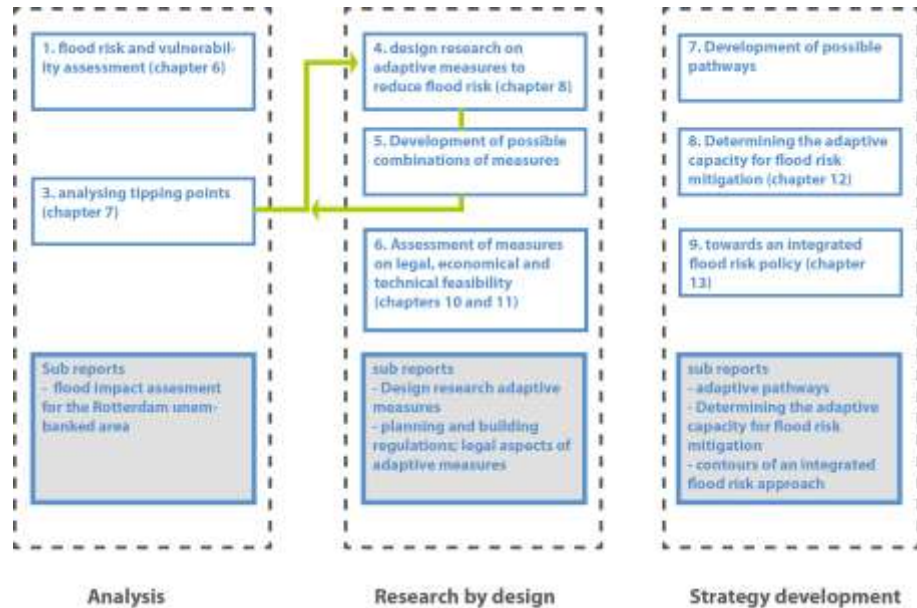 1. flood risk and vulnerabil-
ity assessment (chapter 6)
3. analysing tipping points
(chapter 7)
Sub reports
- flood impact assesment
for the Rotterdam unem-
banked area
Analysis
4. design research on
adaptive measures to
reduce flood risk (chapter 8)
5. Development of possible
combinations of measures
6. Assessment of measures
on legal, economical and
technical feasibility
(chapters 10 and 11)
sub reports
- Design research adaptive
measures
- planning and building
regulations; legal aspects of
adaptive measures
Research by design
7. Development of possible
pathways
8. Determining the adaptive
capacity for flood risk
mitigation (chapter 12)
9. towards an integrated
flood risk policy (chapter
13)
sub reports
- adaptive pathways
- Determining the adaptive
capacity for flood risk
mitigation
- contours of an integrated
flood risk approach
Strategy development